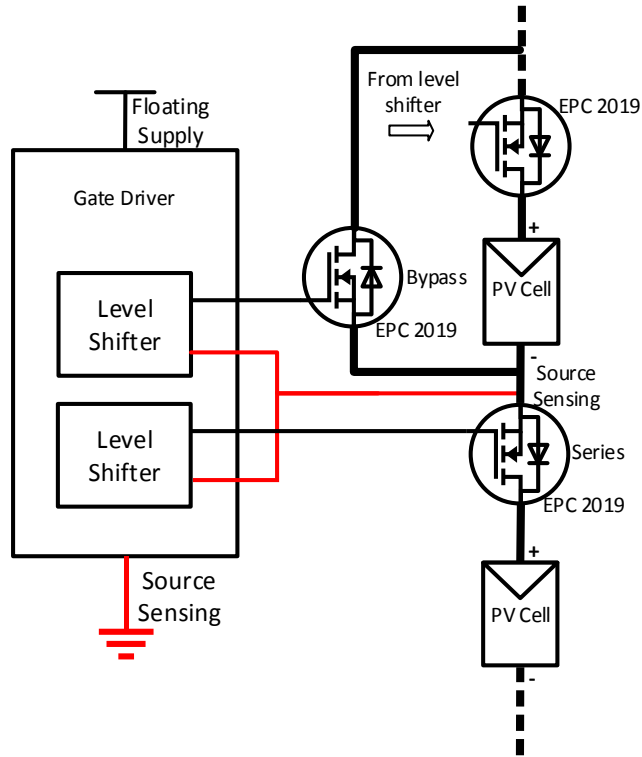 From level
shifter
EPC 2019
Floating
Supply
Gate Driver
+
PV Cell
-
Bypass
EPC 2019
Level
Shifter
Source
Sensing
Level
Shifter
Series
EPC 2019
+
PV Cell
-
Source
Sensing